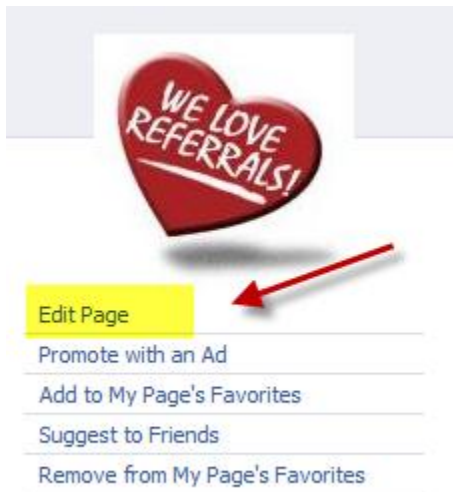 WE LOVE
REFERRALS!
Edit Page
Promote with an Ad
Add to My Page's Favorites
Suggest to Friends
Remove from My Page's Favorites